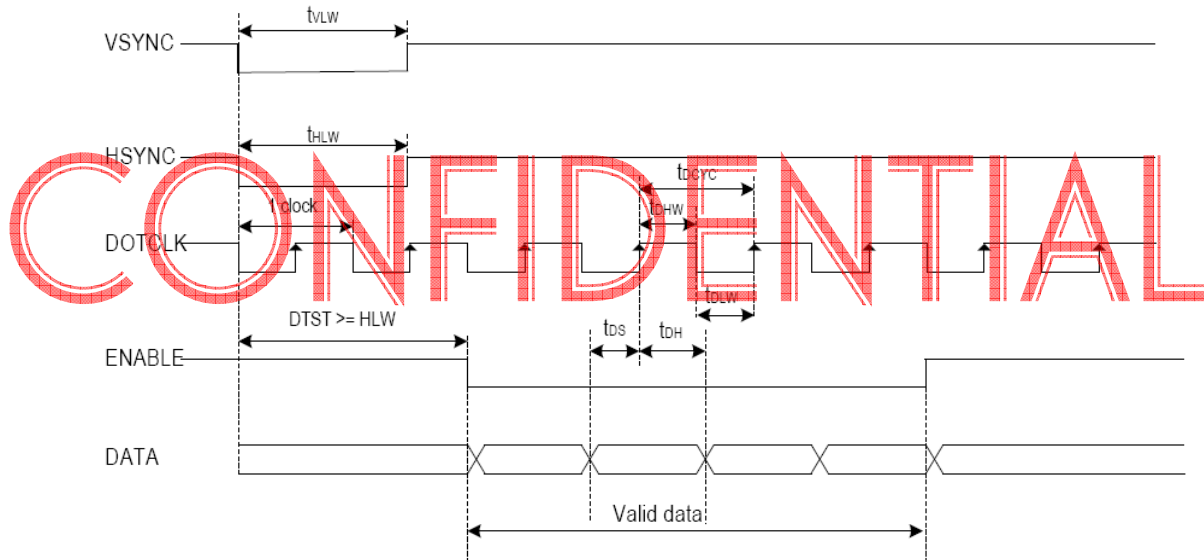 tVLW
VSYNC
tHLW
HSYNC
tDCYC
1 clock
tDHW
DOTCLK
CONFIDENTIAL
tDLW
DTST >= HLW
tDS
tDH
ENABLE
DATA
Valid data